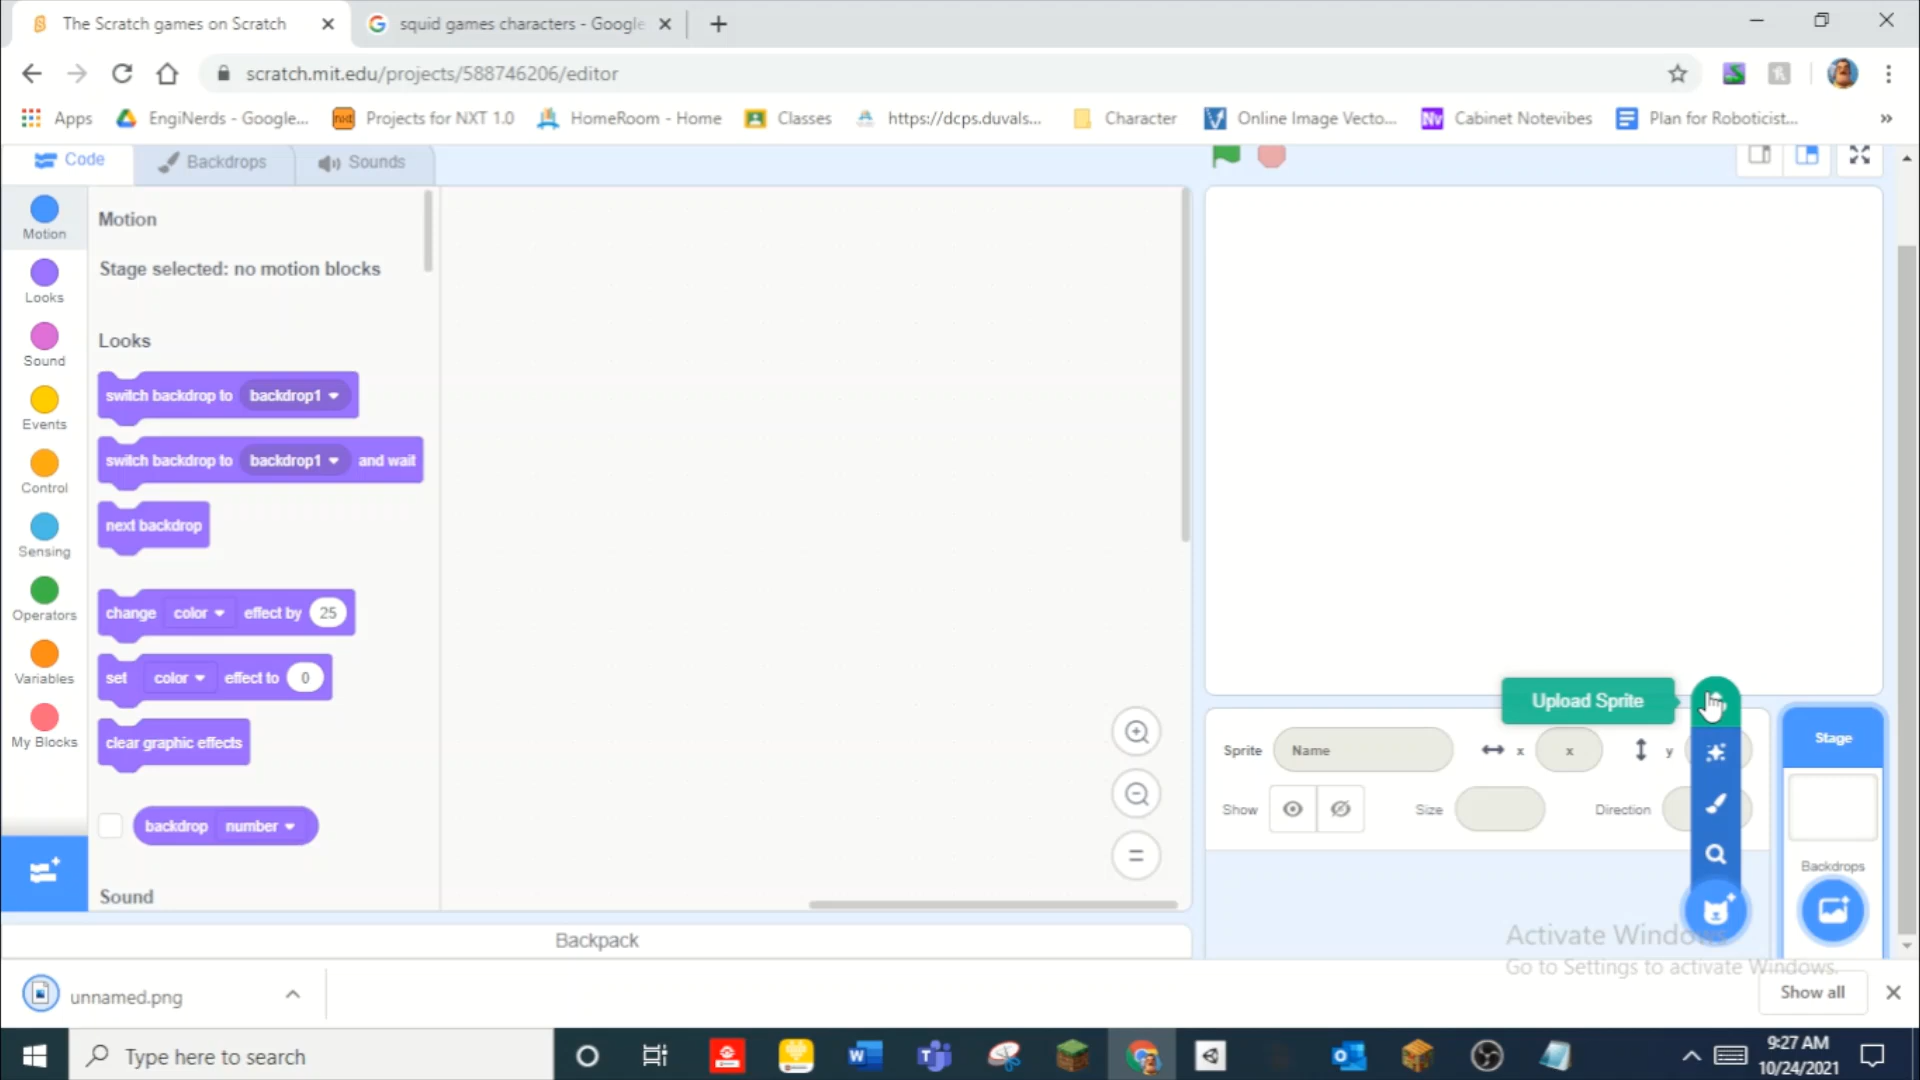 The Scratch games on Scratch
squid games characters - Google
scratch.mit.edu/projects/588746206/editor
Apps
EngiNerds - Google...
Projects for NXT 1.0
HomeRoom - Home
Classes
https://dcps.duvals...
Character
Online Image Vecto...
Cabinet Notevibes
Plan for Roboticist...
»
Code
Backdrops
Sounds
Motion
Looks
Sound
Events
Control
Sensing
Operators
Variables
My Blocks
Motion
Stage selected: no motion blocks
Looks
switch backdrop to backdrop1
switch backdrop to backdrop1 and wait
next backdrop
change color effect by 25
set color effect to 0
clear graphic effects
backdrop number
Sound
Upload Sprite
Sprite Name x x y
Show Size Direction
Stage
Backdrops
Backpack
Activate Windows
Go to Settings to activate Windows.
unnamed.png
Show all
Type here to search
9:27 AM
10/24/2021